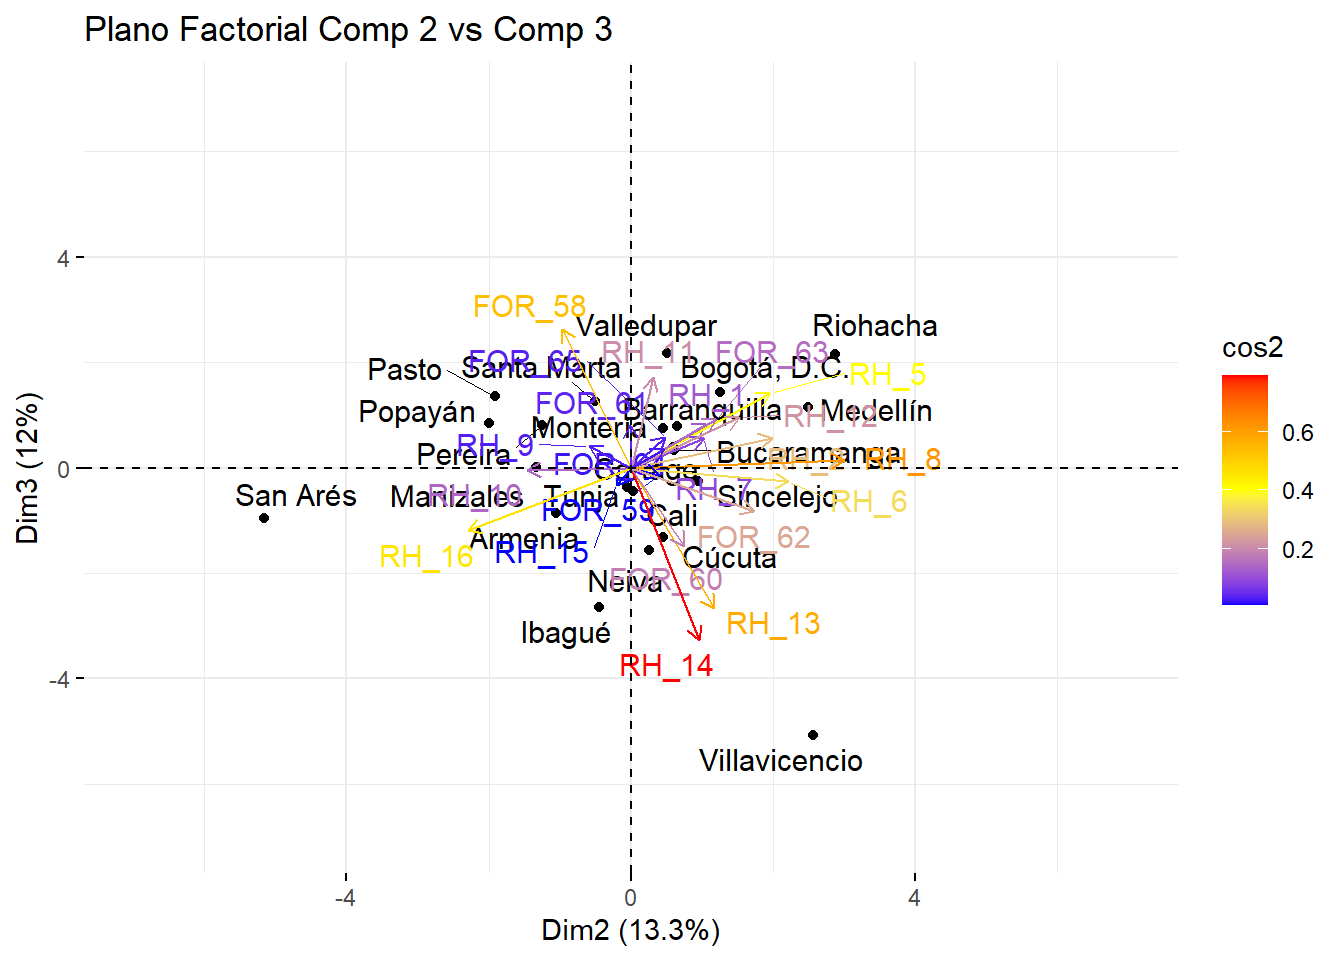 Plano Factorial Comp 2 vs Comp 3
FOR_58
Valledupar
Riohacha
RH_11
FOR_63
FOR_65
Santa Marta
Bogotá, D.C.
Pasto
RH_5
RH_1
FOR_61
Barranquilla
RH_12
Medellín
Popayán
Montería
RH_9
Pereira
Bucaramanga
RH_8
San Arés
Manizales
RH_10
Tunja
RH_7
Sincelejo
RH_6
FOR_59
Cali
Armenia
RH_15
FOR_62
RH_16
Cúcuta
Neiva
FOR_60
Ibagué
RH_13
RH_14
Villavicencio
4
0
-4
Dim3 (12%)
-4
0
4
Dim2 (13.3%)
cos2
0.6
0.4
0.2